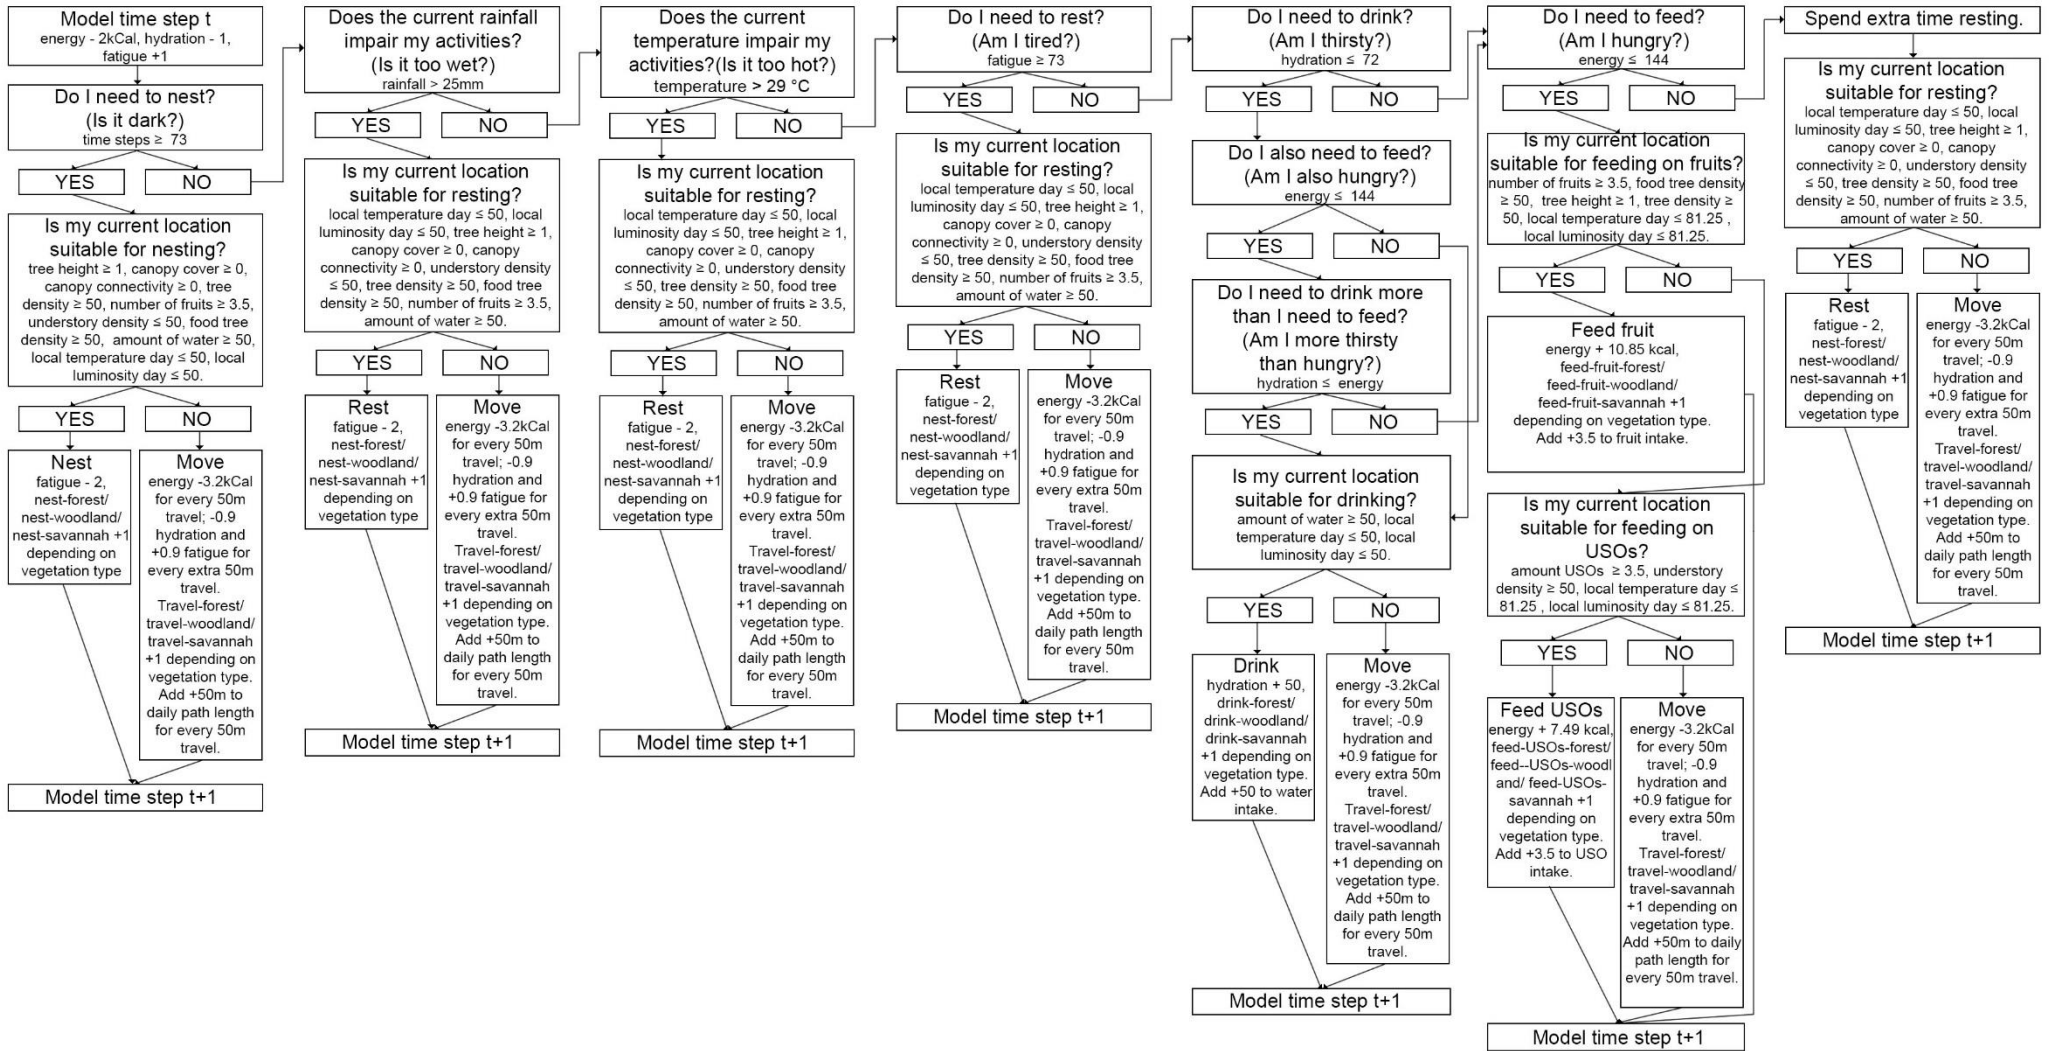 Model time step t
energy - 2kCal, hydration - 1,
fatigue +1
Do I need to nest?
(Is it dark?)
time steps ≥ 73
YES
NO
Is my current location
suitable for nesting?
tree height ≥ 1, canopy cover ≥ 0,
canopy connectivity ≥ 0, tree
density ≥ 50, number of fruits ≥ 3.5,
understory density ≤ 50, food tree
density ≥ 50, amount of water ≥ 50,
local temperature day ≤ 50, local
luminosity day ≤ 50.
YES
NO
Nest
fatigue - 2,
nest-forest/
nest-woodland/
nest-savannah +1
depending on
vegetation type
Move
energy -3.2kCal
for every 50m
travel; -0.9
hydration and
+0.9 fatigue for
every extra 50m
travel.
Travel-forest/
travel-woodland/
travel-savannah
+1 depending on
vegetation type.
Add +50m to
daily path length
for every 50m
travel.
Model time step t+1
Does the current rainfall
impair my activities?
(Is it too wet?)
rainfall > 25mm
YES
NO
Is my current location
suitable for resting?
local temperature day ≤ 50, local
luminosity day ≤ 50, tree height ≥ 1,
canopy cover ≥ 0, canopy
connectivity ≥ 0, understory density
≤ 50, tree density ≥ 50, food tree
density ≥ 50, number of fruits ≥ 3.5,
amount of water ≥ 50.
YES
NO
Rest
fatigue - 2,
nest-forest/
nest-woodland/
nest-savannah +1
depending on
vegetation type
Move
energy -3.2kCal
for every 50m
travel; -0.9
hydration and
+0.9 fatigue for
every extra 50m
travel.
Travel-forest/
travel-woodland/
travel-savannah
+1 depending on
vegetation type.
Add +50m to
daily path length
for every 50m
travel.
Model time step t+1
Does the current
temperature impair my
activities?(Is it too hot?)
temperature > 29 °C
YES
NO
Is my current location
suitable for resting?
local temperature day ≤ 50, local
luminosity day ≤ 50, tree height ≥ 1,
canopy cover ≥ 0, canopy
connectivity ≥ 0, understory density
≤ 50, tree density ≥ 50, food tree
density ≥ 50, number of fruits ≥ 3.5,
amount of water ≥ 50.
YES
NO
Rest
fatigue - 2,
nest-forest/
nest-woodland/
nest-savannah +1
depending on
vegetation type
Move
energy -3.2kCal
for every 50m
travel; -0.9
hydration and
+0.9 fatigue for
every extra 50m
travel.
Travel-forest/
travel-woodland/
travel-savannah
+1 depending on
vegetation type.
Add +50m to
daily path length
for every 50m
travel.
Model time step t+1
Do I need to rest?
(Am I tired?)
fatigue ≥ 73
YES
NO
Is my current location
suitable for resting?
local temperature day ≤ 50, local
luminosity day ≤ 50, tree height ≥ 1,
canopy cover ≥ 0, canopy
connectivity ≥ 0, understory density
≤ 50, tree density ≥ 50, food tree
density ≥ 50, number of fruits ≥ 3.5,
amount of water ≥ 50.
YES
NO
Rest
fatigue - 2,
nest-forest/
nest-woodland/
nest-savannah +1
depending on
vegetation type
Move
energy -3.2kCal
for every 50m
travel; -0.9
hydration and
+0.9 fatigue for
every extra 50m
travel.
Travel-forest/
travel-woodland/
travel-savannah
+1 depending on
vegetation type.
Add +50m to
daily path length
for every 50m
travel.
Model time step t+1
Do I need to drink?
(Am I thirsty?)
hydration ≤ 72
YES
NO
Do I also need to feed?
(Am I also hungry?)
energy ≤ 144
YES
NO
Do I need to drink more
than I need to feed?
(Am I more thirsty
than hungry?)
hydration ≤ energy
YES
NO
Is my current location
suitable for drinking?
amount of water ≥ 50, local
temperature day ≤ 50, local
luminosity day ≤ 50.
YES
NO
Drink
hydration + 50,
drink-forest/
drink-woodland/
drink-savannah
+1 depending on
vegetation type.
Add +50 to water
intake.
Move
energy -3.2kCal
for every 50m
travel; -0.9
hydration and
+0.9 fatigue for
every extra 50m
travel.
Travel-forest/
travel-woodland/
travel-savannah
+1 depending on
vegetation type.
Add +50m to
daily path length
for every 50m
travel.
Model time step t+1
Do I need to feed?
(Am I hungry?)
energy ≤ 144
YES
NO
Is my current location
suitable for feeding on fruits?
number of fruits ≥ 3.5, food tree density
≥ 50, tree height ≥ 1, tree density ≥
50, local temperature day ≤ 81.25 ,
local luminosity day ≤ 81.25.
YES
NO
Feed fruit
energy + 10.85 kcal,
feed-fruit-forest/
feed-fruit-woodland/
feed-fruit-savannah +1
depending on vegetation type.
Add +3.5 to fruit intake.
Is my current location
suitable for feeding on
USOs?
amount USOs ≥ 3.5, understory
density ≥ 50, local temperature day ≤
81.25 , local luminosity day ≤ 81.25.
YES
NO
Feed USOs
energy + 7.49 kcal,
feed-USOs-forest/
feed--USOs-woodl
and/ feed-USOs-
savannah +1
depending on
vegetation type.
Add +3.5 to USO
intake.
Move
energy -3.2kCal
for every 50m
travel; -0.9
hydration and
+0.9 fatigue for
every extra 50m
travel.
Travel-forest/
travel-woodland/
travel-savannah
+1 depending on
vegetation type.
Add +50m to daily
path length for
every 50m travel.
Model time step t+1
Spend extra time resting.
Is my current location
suitable for resting?
local temperature day ≤ 50, local
luminosity day ≤ 50, tree height ≥ 1,
canopy cover ≥ 0, canopy
connectivity ≥ 0, understory density
≤ 50, tree density ≥ 50, food tree
density ≥ 50, number of fruits ≥ 3.5,
amount of water ≥ 50.
YES
NO
Rest
fatigue - 2,
nest-forest/
nest-woodland/
nest-savannah +1
depending on
vegetation type
Move
energy -3.2kCal
for every 50m
travel; -0.9
hydration and
+0.9 fatigue for
every extra 50m
travel.
Travel-forest/
travel-woodland/
travel-savannah
+1 depending on
vegetation type.
Add +50m to
daily path length
for every 50m
travel.
Model time step t+1